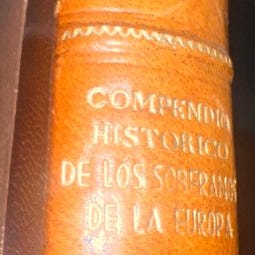 COMPENDIO
HISTORICO
DE LOS SOBERANOS
DE LA EUROPA